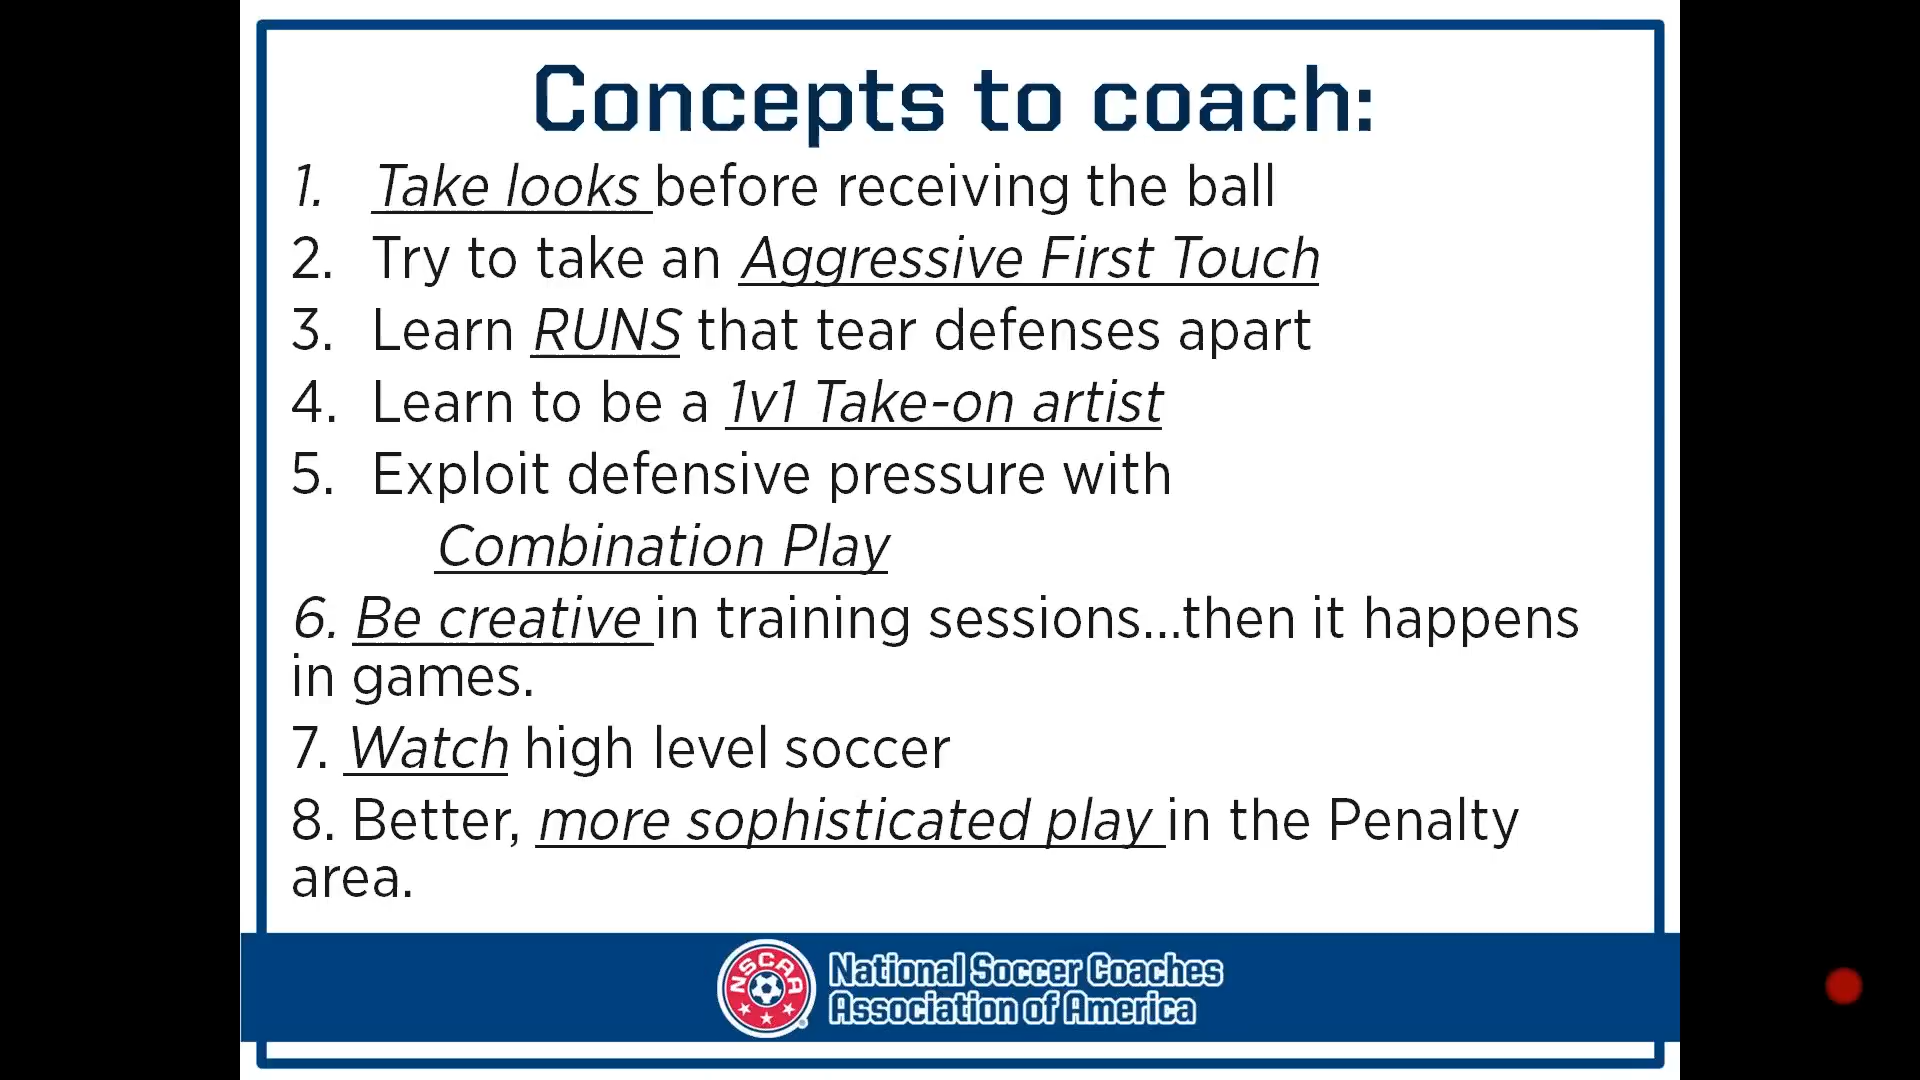 Concepts to coach:
1. Take looks before receiving the ball
2. Try to take an Aggressive First Touch
3. Learn RUNS that tear defenses apart
4. Learn to be a 1v1 Take-on artist
5. Exploit defensive pressure with
Combination Play
6. Be creative in training sessions...then it happens
in games.
7. Watch high level soccer
8. Better, more sophisticated play in the Penalty
area.
NSCAA
National Soccer Coaches
Association of America